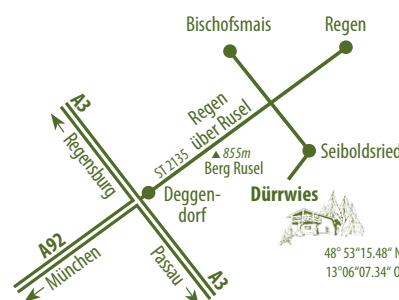 Bischofsmais
Regen
A3
Regensburg
Regen
über Rusel
ST 2135
▲ 855m
Berg Rusel
Seiboldsried
Deggen-
dorf
Dürrwies
A92
München
Passau
A3
48° 53“15.48“ N
13°06“07.34“ O